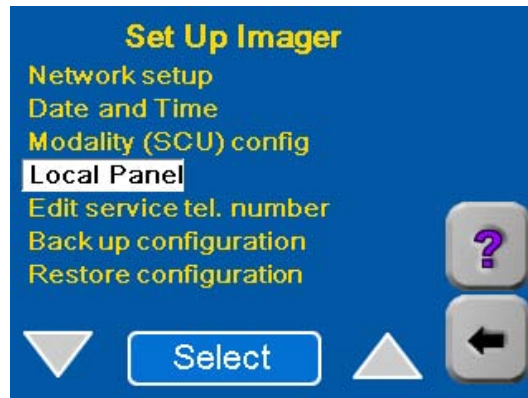 Set Up Imager
Network setup
Date and Time
Modality (SCU) config
Local Panel
Edit service tel. number
Back up configuration
Restore configuration
?
Select